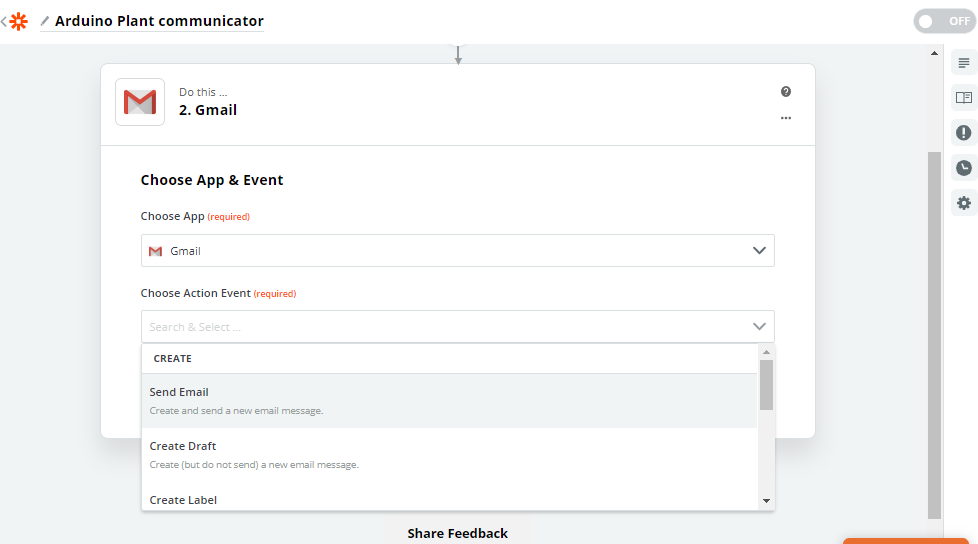 Arduino Plant communicator
OFF
Do this ...
2. Gmail
Choose App & Event
Choose App (required)
Gmail
Choose Action Event (required)
Search & Select ...
CREATE
Send Email
Create and send a new email message.
Create Draft
Create (but do not send) a new email message.
Create Label
Share Feedback